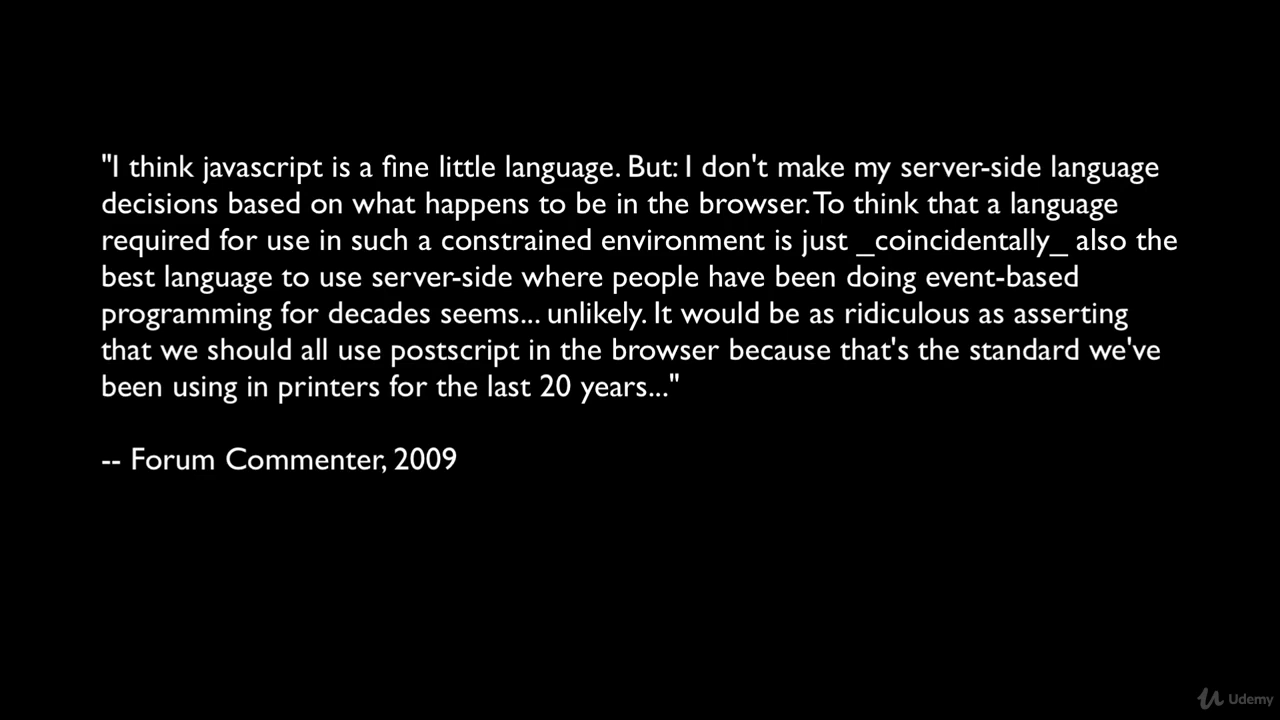 "I think javascript is a fine little language. But: I don't make my server-side language
decisions based on what happens to be in the browser. To think that a language
required for use in such a constrained environment is just _coincidentally_ also the
best language to use server-side where people have been doing event-based
programming for decades seems... unlikely. It would be as ridiculous as asserting
that we should all use postscript in the browser because that's the standard we've
been using in printers for the last 20 years..."
-- Forum Commenter, 2009
Udemy